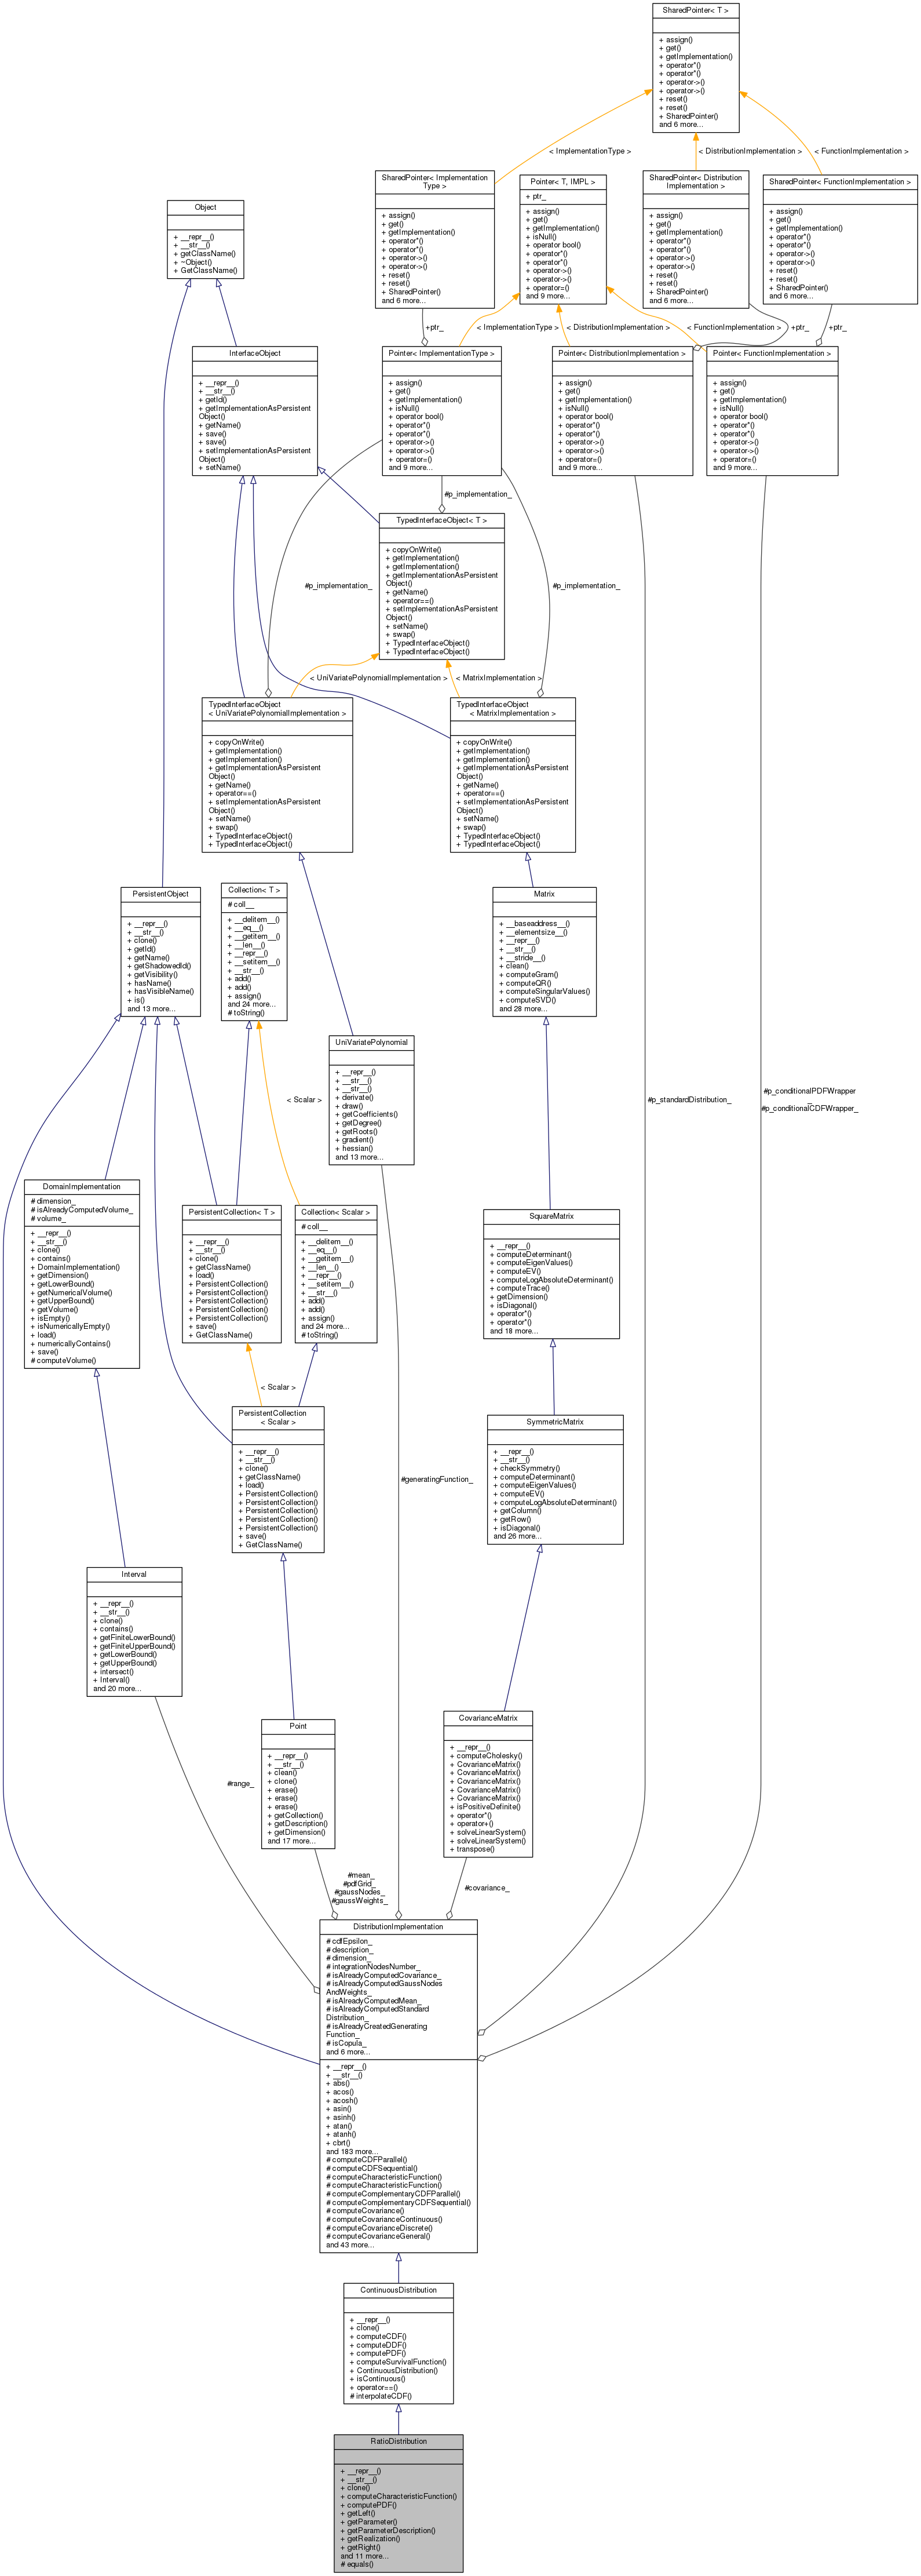 SharedPointer< T >
+ assign()
+ get()
+ getImplementation()
+ operator*()
+ operator*()
+ operator->()
+ operator->()
+ reset()
+ reset()
+ SharedPointer()
and 6 more...
< ImplementationType >
< DistributionImplementation >
< FunctionImplementation >
SharedPointer< Implementation
Type >
+ assign()
+ get()
+ getImplementation()
+ operator*()
+ operator*()
+ operator->()
+ operator->()
+ reset()
+ reset()
+ SharedPointer()
and 6 more...
Pointer< T, IMPL >
+ ptr_
+ assign()
+ get()
+ getImplementation()
+ isNull()
+ operator bool()
+ operator*()
+ operator*()
+ operator->()
+ operator->()
+ operator=()
and 9 more...
SharedPointer< Distribution
Implementation >
+ assign()
+ get()
+ getImplementation()
+ operator*()
+ operator*()
+ operator->()
+ operator->()
+ reset()
+ reset()
+ SharedPointer()
and 6 more...
SharedPointer< FunctionImplementation >
+ assign()
+ get()
+ getImplementation()
+ operator*()
+ operator*()
+ operator->()
+ operator->()
+ reset()
+ reset()
+ SharedPointer()
and 6 more...
Object
+ __repr__()
+ __str__()
+ getClassName()
+ ~Object()
+ GetClassName()
+ptr_
< ImplementationType >
< DistributionImplementation >
< FunctionImplementation >
+ptr_
+ptr_
InterfaceObject
+ __repr__()
+ __str__()
+ getId()
+ getImplementationAsPersistent
Object()
+ getName()
+ save()
+ save()
+ setImplementationAsPersistent
Object()
+ setName()
Pointer< ImplementationType >
+ assign()
+ get()
+ getImplementation()
+ isNull()
+ operator bool()
+ operator*()
+ operator*()
+ operator->()
+ operator->()
+ operator=()
and 9 more...
Pointer< DistributionImplementation >
+ assign()
+ get()
+ getImplementation()
+ isNull()
+ operator bool()
+ operator*()
+ operator*()
+ operator->()
+ operator->()
+ operator=()
and 9 more...
Pointer< FunctionImplementation >
+ assign()
+ get()
+ getImplementation()
+ isNull()
+ operator bool()
+ operator*()
+ operator*()
+ operator->()
+ operator->()
+ operator=()
and 9 more...
#p_implementation_
TypedInterfaceObject< T >
+ copyOnWrite()
+ getImplementation()
+ getImplementation()
+ getImplementationAsPersistent
Object()
+ getName()
+ operator==()
+ setImplementationAsPersistent
Object()
+ setName()
+ swap()
+ TypedInterfaceObject()
+ TypedInterfaceObject()
#p_implementation_
#p_implementation_
< UniVariatePolynomialImplementation >
< MatrixImplementation >
TypedInterfaceObject
< UniVariatePolynomialImplementation >
+ copyOnWrite()
+ getImplementation()
+ getImplementation()
+ getImplementationAsPersistent
Object()
+ getName()
+ operator==()
+ setImplementationAsPersistent
Object()
+ setName()
+ swap()
+ TypedInterfaceObject()
+ TypedInterfaceObject()
TypedInterfaceObject
< MatrixImplementation >
+ copyOnWrite()
+ getImplementation()
+ getImplementation()
+ getImplementationAsPersistent
Object()
+ getName()
+ operator==()
+ setImplementationAsPersistent
Object()
+ setName()
+ swap()
+ TypedInterfaceObject()
+ TypedInterfaceObject()
PersistentObject
+ __repr__()
+ __str__()
+ clone()
+ getId()
+ getName()
+ getShadowedId()
+ getVisibility()
+ hasName()
+ hasVisibleName()
+ is()
and 13 more...
Collection< T >
# coll__
+ __delitem__()
+ __eq__()
+ __getitem__()
+ __len__()
+ __repr__()
+ __setitem__()
+ __str__()
+ add()
+ add()
+ assign()
and 24 more...
# toString()
Matrix
+ __baseaddress__()
+ __elementsize__()
+ __repr__()
+ __str__()
+ __stride__()
+ clean()
+ computeGram()
+ computeQR()
+ computeSingularValues()
+ computeSVD()
and 28 more...
UniVariatePolynomial
+ __repr__()
+ __str__()
+ __str__()
+ derivate()
+ draw()
+ getCoefficients()
+ getDegree()
+ getRoots()
+ gradient()
+ hessian()
and 13 more...
< Scalar >
#p_standardDistribution_
#p_conditionalPDFWrapper
_
#p_conditionalCDFWrapper_
DomainImplementation
# dimension_
# isAlreadyComputedVolume_
# volume_
+ __repr__()
+ __str__()
+ clone()
+ contains()
+ DomainImplementation()
+ getDimension()
+ getLowerBound()
+ getNumericalVolume()
+ getUpperBound()
+ getVolume()
+ isEmpty()
+ isNumericallyEmpty()
+ load()
+ numericallyContains()
+ save()
# computeVolume()
PersistentCollection< T >
+ __repr__()
+ __str__()
+ clone()
+ getClassName()
+ load()
+ PersistentCollection()
+ PersistentCollection()
+ PersistentCollection()
+ PersistentCollection()
+ PersistentCollection()
+ save()
+ GetClassName()
Collection< Scalar >
# coll__
+ __delitem__()
+ __eq__()
+ __getitem__()
+ __len__()
+ __repr__()
+ __setitem__()
+ __str__()
+ add()
+ add()
+ assign()
and 24 more...
# toString()
SquareMatrix
+ __repr__()
+ computeDeterminant()
+ computeEigenValues()
+ computeEV()
+ computeLogAbsoluteDeterminant()
+ computeTrace()
+ getDimension()
+ isDiagonal()
+ operator*()
+ operator*()
and 18 more...
< Scalar >
PersistentCollection
< Scalar >
+ __repr__()
+ __str__()
+ clone()
+ getClassName()
+ load()
+ PersistentCollection()
+ PersistentCollection()
+ PersistentCollection()
+ PersistentCollection()
+ PersistentCollection()
+ save()
+ GetClassName()
#generatingFunction_
SymmetricMatrix
+ __repr__()
+ __str__()
+ checkSymmetry()
+ computeDeterminant()
+ computeEigenValues()
+ computeEV()
+ computeLogAbsoluteDeterminant()
+ getColumn()
+ getRow()
+ isDiagonal()
and 26 more...
Interval
+ __repr__()
+ __str__()
+ clone()
+ contains()
+ getFiniteLowerBound()
+ getFiniteUpperBound()
+ getLowerBound()
+ getUpperBound()
+ intersect()
+ Interval()
and 20 more...
Point
+ __repr__()
+ __str__()
+ clean()
+ clone()
+ erase()
+ erase()
+ erase()
+ getCollection()
+ getDescription()
+ getDimension()
and 17 more...
CovarianceMatrix
+ __repr__()
+ computeCholesky()
+ CovarianceMatrix()
+ CovarianceMatrix()
+ CovarianceMatrix()
+ CovarianceMatrix()
+ CovarianceMatrix()
+ isPositiveDefinite()
+ operator*()
+ operator+()
+ solveLinearSystem()
+ solveLinearSystem()
+ transpose()
#range_
#mean_
#pdfGrid_
#gaussNodes_
#gaussWeights_
#covariance_
DistributionImplementation
# cdfEpsilon_
# description_
# dimension_
# integrationNodesNumber_
# isAlreadyComputedCovariance_
# isAlreadyComputedGaussNodes
AndWeights_
# isAlreadyComputedMean_
# isAlreadyComputedStandard
Distribution_
# isAlreadyCreatedGenerating
Function_
# isCopula_
and 6 more...
+ __repr__()
+ __str__()
+ abs()
+ acos()
+ acosh()
+ asin()
+ asinh()
+ atan()
+ atanh()
+ cbrt()
and 183 more...
# computeCDFParallel()
# computeCDFSequential()
# computeCharacteristicFunction()
# computeCharacteristicFunction()
# computeComplementaryCDFParallel()
# computeComplementaryCDFSequential()
# computeCovariance()
# computeCovarianceContinuous()
# computeCovarianceDiscrete()
# computeCovarianceGeneral()
and 43 more...
ContinuousDistribution
+ __repr__()
+ clone()
+ computeCDF()
+ computeDDF()
+ computePDF()
+ computeSurvivalFunction()
+ ContinuousDistribution()
+ isContinuous()
+ operator==()
# interpolateCDF()
RatioDistribution
+ __repr__()
+ __str__()
+ clone()
+ computeCharacteristicFunction()
+ computePDF()
+ getLeft()
+ getParameter()
+ getParameterDescription()
+ getRealization()
+ getRight()
and 11 more...
# equals()